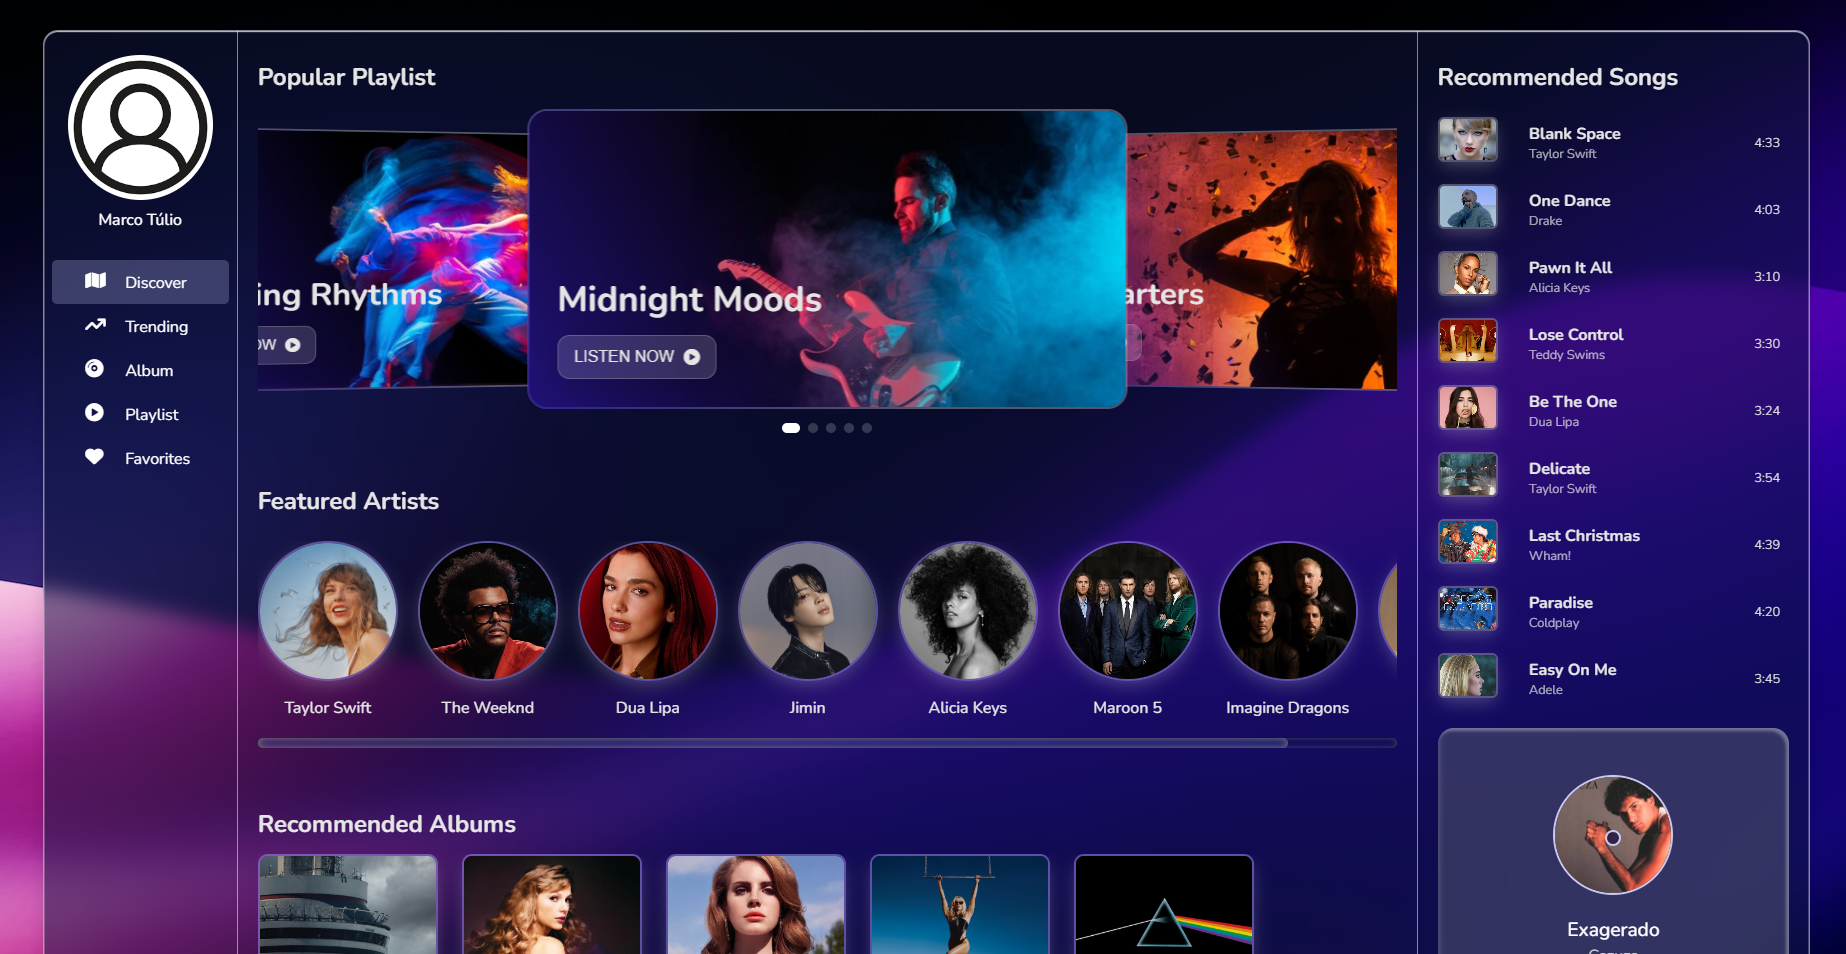 Marco Túlio
Discover
Trending
Album
Playlist
Favorites
Popular Playlist
ing Rhythms
OW
Midnight Moods
LISTEN NOW
arters
Featured Artists
Taylor Swift
The Weeknd
Dua Lipa
Jimin
Alicia Keys
Maroon 5
Imagine Dragons
Recommended Albums
Recommended Songs
Blank Space
Taylor Swift
4:33
One Dance
Drake
4:03
Pawn It All
Alicia Keys
3:10
Lose Control
Teddy Swims
3:30
Be The One
Dua Lipa
3:24
Delicate
Taylor Swift
3:54
Last Christmas
Wham!
4:39
Paradise
Coldplay
4:20
Easy On Me
Adele
3:45
Exagerado